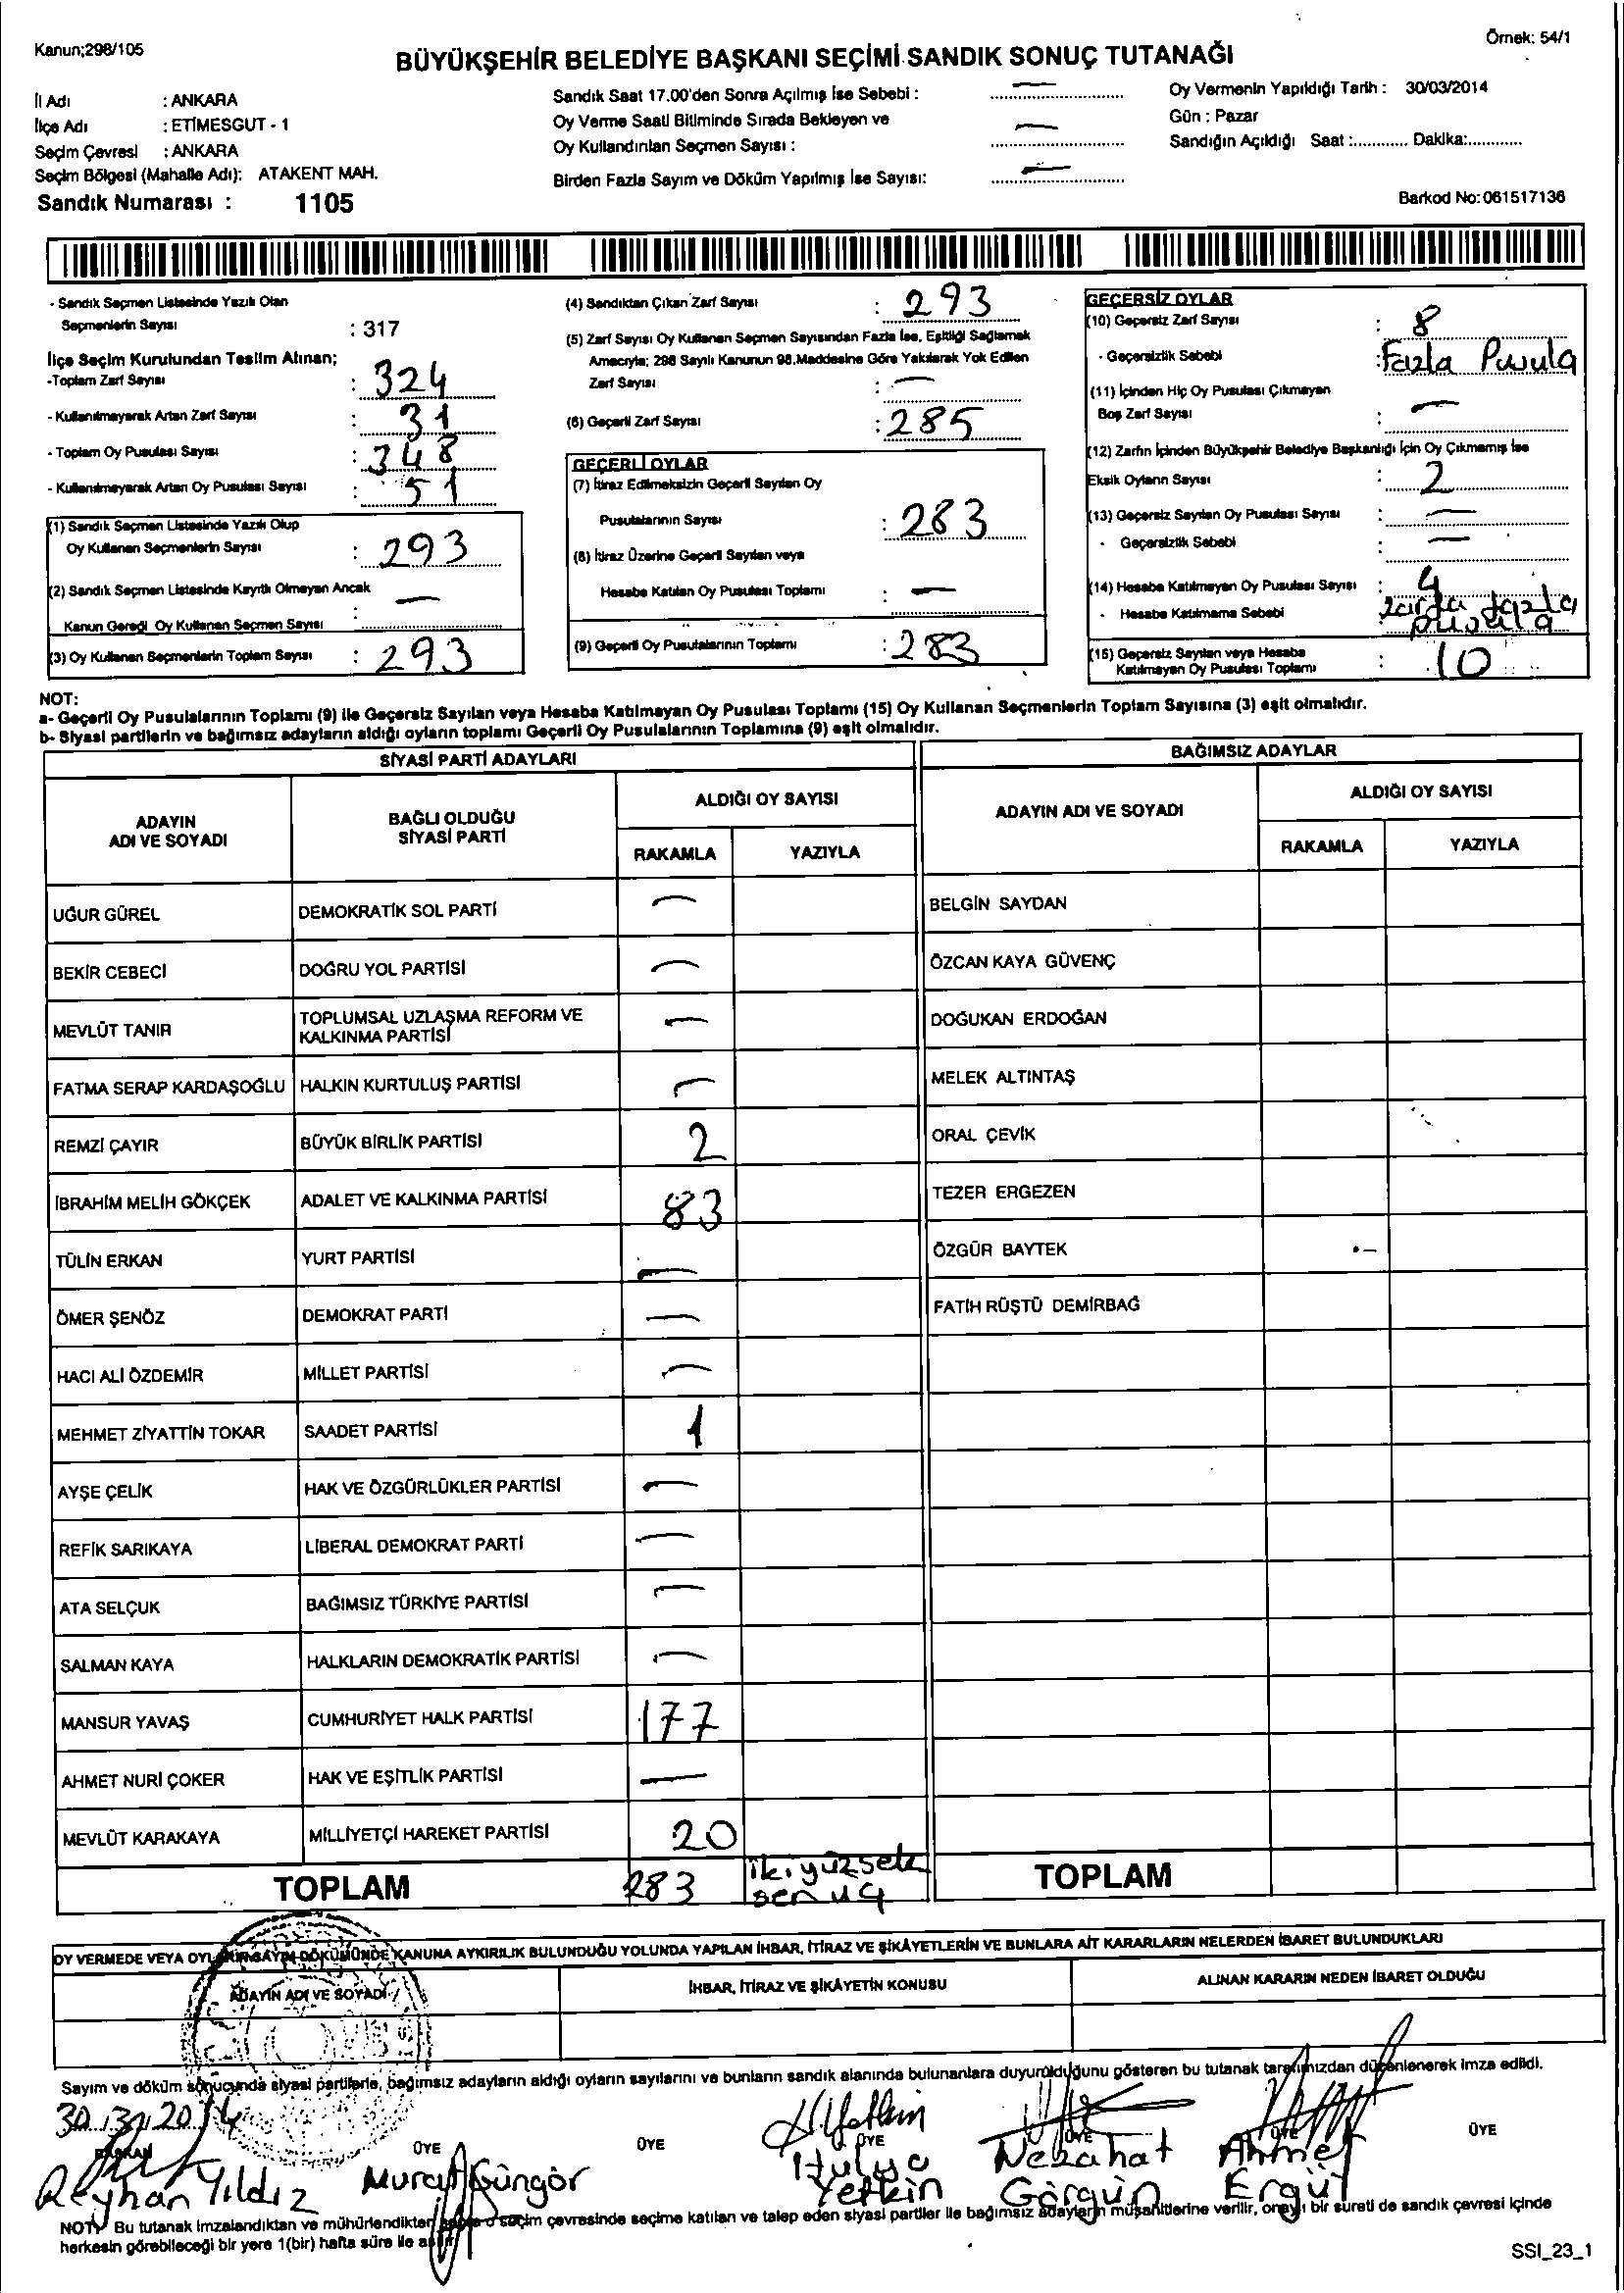 Kanun;298/105
Örnek: 54/1
BÜYÜKŞEHİR BELEDİYE BAŞKANI SEÇİMİ SANDIK SONUÇ TUTANAĞI
İl Adı : ANKARA
İlçe Adı : ETİMESGUT - 1
Seçim Çevresi : ANKARA
Seçim Bölgesi (Mahalle Adı): ATAKENT MAH.
Sandık Numarası : 1105
Sandık Saat 17.00'den Sonra Açılmış İse Sebebi : —
Oy Verme Saati Bitiminde Sırada Bekleyen ve
Oy Kullandırılan Seçmen Sayısı : —
Birden Fazla Sayım ve Döküm Yapılmış İse Sayısı: —
Oy Vermenin Yapıldığı Tarih : 30/03/2014
Gün : Pazar
Sandığın Açıldığı Saat :............ Dakika:............
Barkod No:061517136
- Sandık Seçmen Listesinde Yazılı Olan
Seçmenlerin Sayısı : 317
İlçe Seçim Kurulundan Teslim Alınan;
-Toplam Zarf Sayısı : 324
- Kullanılmayarak Artan Zarf Sayısı : 31
- Toplam Oy Pusulası Sayısı : 348
- Kullanılmayarak Artan Oy Pusulası Sayısı : 51
(1) Sandık Seçmen Listesinde Yazılı Olup
Oy Kullanan Seçmenlerin Sayısı : 293
(2) Sandık Seçmen Listesinde Kayıtlı Olmayan Ancak
Kanun Gereği Oy Kullanan Seçmen Sayısı : —
(3) Oy Kullanan Seçmenlerin Toplam Sayısı : 293
(4) Sandıktan Çıkan Zarf Sayısı : 293
(5) Zarf Sayısı Oy Kullanan Seçmen Sayısından Fazla İse, Eşitliği Sağlamak
Amacıyla; 298 Sayılı Kanunun 98.Maddesine Göre Yakılarak Yok Edilen
Zarf Sayısı : —
(6) Geçerli Zarf Sayısı : 285
GEÇERLİ OYLAR
(7) İtiraz Edilmeksizin Geçerli Sayılan Oy
Pusulalarının Sayısı : 283
(8) İtiraz Üzerine Geçerli Sayılan veya
Hesaba Katılan Oy Pusulası Toplamı : —
(9) Geçerli Oy Pusulalarının Toplamı : 283
GEÇERSİZ OYLAR
(10) Geçersiz Zarf Sayısı : 8
- Geçersizlik Sebebi : Fazla Pusula
(11) İçinden Hiç Oy Pusulası Çıkmayan
Boş Zarf Sayısı : —
(12) Zarfın İçinden Büyükşehir Belediye Başkanlığı İçin Oy Çıkmamış İse
Eksik Oyların Sayısı : 2
(13) Geçersiz Sayılan Oy Pusulası Sayısı : —
- Geçersizlik Sebebi : —
(14) Hesaba Katılmayan Oy Pusulası Sayısı : 4
- Hesaba Katılmama Sebebi : zarfta fazla
pusula
(15) Geçersiz Sayılan veya Hesaba
Katılmayan Oy Pusulası Toplamı : 10
NOT:
a- Geçerli Oy Pusulalarının Toplamı (9) ile Geçersiz Sayılan veya Hesaba Katılmayan Oy Pusulası Toplamı (15) Oy Kullanan Seçmenlerin Toplam Sayısına (3) eşit olmalıdır.
b- Siyasi partilerin ve bağımsız adayların aldığı oyların toplamı Geçerli Oy Pusulalarının Toplamına (9) eşit olmalıdır.
SİYASİ PARTİ ADAYLARI
BAĞIMSIZ ADAYLAR
ADAYIN
ADI VE SOYADI
BAĞLI OLDUĞU
SİYASİ PARTİ
ALDIĞI OY SAYISI
RAKAMLA YAZIYLA
ADAYIN ADI VE SOYADI
ALDIĞI OY SAYISI
RAKAMLA YAZIYLA
UĞUR GÜREL DEMOKRATİK SOL PARTİ — BELGİN SAYDAN
BEKİR CEBECİ DOĞRU YOL PARTİSİ — ÖZCAN KAYA GÜVENÇ
MEVLÜT TANIR TOPLUMSAL UZLAŞMA REFORM VE
KALKINMA PARTİSİ — DOĞUKAN ERDOĞAN
FATMA SERAP KARDAŞOĞLU HALKIN KURTULUŞ PARTİSİ — MELEK ALTINTAŞ
REMZİ ÇAYIR BÜYÜK BİRLİK PARTİSİ 2 ORAL ÇEVİK
İBRAHİM MELİH GÖKÇEK ADALET VE KALKINMA PARTİSİ 83 TEZER ERGEZEN
TÜLİN ERKAN YURT PARTİSİ — ÖZGÜR BAYTEK
ÖMER ŞENÖZ DEMOKRAT PARTİ — FATİH RÜŞTÜ DEMİRBAĞ
HACI ALİ ÖZDEMİR MİLLET PARTİSİ —
MEHMET ZİYATTİN TOKAR SAADET PARTİSİ 1
AYŞE ÇELİK HAK VE ÖZGÜRLÜKLER PARTİSİ —
REFİK SARIKAYA LİBERAL DEMOKRAT PARTİ —
ATA SELÇUK BAĞIMSIZ TÜRKİYE PARTİSİ —
SALMAN KAYA HALKLARIN DEMOKRATİK PARTİSİ —
MANSUR YAVAŞ CUMHURİYET HALK PARTİSİ 177
AHMET NURİ ÇOKER HAK VE EŞİTLİK PARTİSİ —
MEVLÜT KARAKAYA MİLLİYETÇİ HAREKET PARTİSİ 20
TOPLAM 283 ikiyüzsek
sen üç TOPLAM
OY VERMEDE VEYA DÖKÜMÜNDE KANUNA AYKIRILIK BULUNDUĞU YOLUNDA YAPILAN İHBAR, İTİRAZ VE ŞİKÂYETLERİN VE BUNLARA AİT KARARLARIN NELERDEN İBARET BULUNDUKLARI
ADAYIN ADI VE SOYADI İHBAR, İTİRAZ VE ŞİKÂYETİN KONUSU ALINAN KARARIN NEDEN İBARET OLDUĞU
Sayım ve döküm sonucunda siyasi partilerle, bağımsız adayların aldığı oyların sayılarını ve bunların sandık alanında bulunanlara duyurulduğunu gösteren bu tutanak tarafımızdan düzenlenerek imza edildi.
30.3.2014
BAŞKAN ÜYE ÜYE ÜYE ÜYE ÜYE ÜYE
Reyhan Yıldız Murat Güngör Hülya Yetkin Nezahat Görgün Ahmet Ergül
NOT: Bu tutanak imzalandıktan ve mühürlendikten sonra o seçim çevresinde seçime katılan ve talep eden siyasi partiler ile bağımsız adayların müşahitlerine verilir, onaylı bir sureti de sandık çevresi içinde
herkesin görebileceği bir yere 1(bir) hafta süre ile asılır.
SSI_23_1